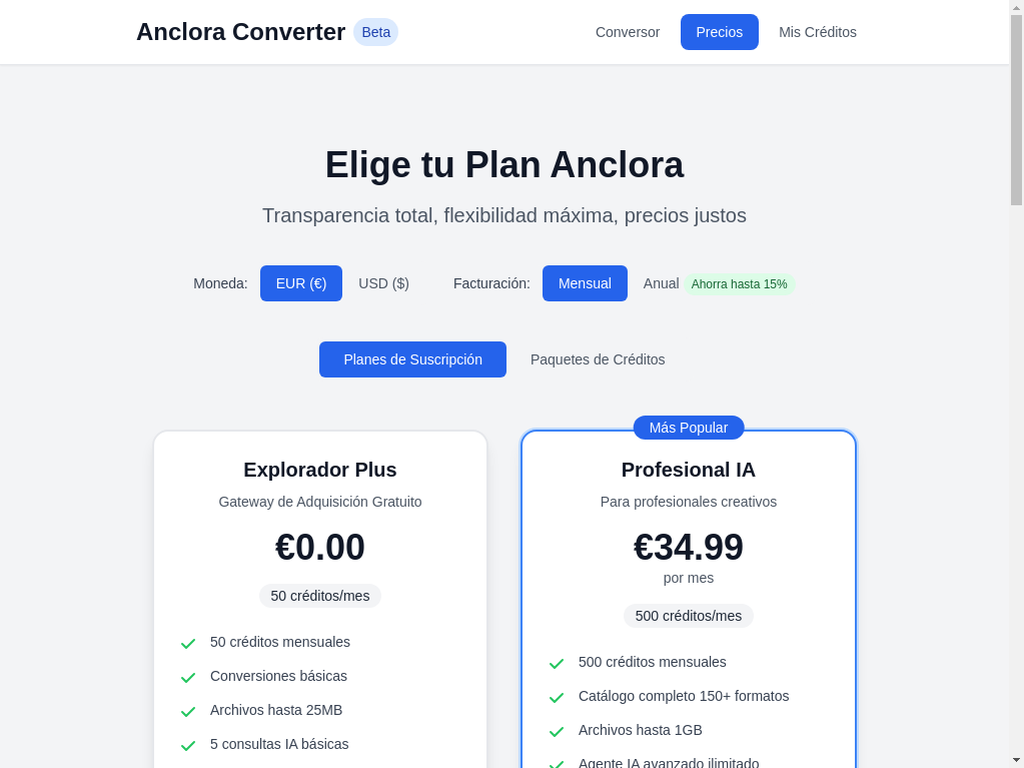 Anclora Converter Beta Conversor Precios Mis Créditos
Elige tu Plan Anclora
Transparencia total, flexibilidad máxima, precios justos
Moneda: EUR (€) USD ($) Facturación: Mensual Anual Ahorra hasta 15%
Planes de Suscripción Paquetes de Créditos
Explorador Plus
Gateway de Adquisición Gratuito
€0.00
50 créditos/mes
50 créditos mensuales
Conversiones básicas
Archivos hasta 25MB
5 consultas IA básicas
Más Popular
Profesional IA
Para profesionales creativos
€34.99
por mes
500 créditos/mes
500 créditos mensuales
Catálogo completo 150+ formatos
Archivos hasta 1GB
Agente IA avanzado ilimitado